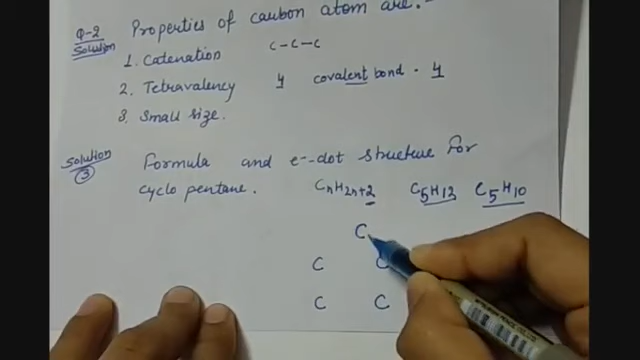 Q-2 Properties of carbon atom are:-
Solution
1. Catenation C-C-C
2. Tetravalency 4 covalent bond. 4
3. Small size.
Solution Formula and e--dot structure for
③ cyclo pentane. CnH2n+2 C5H12 C5H10
C
C C
C C